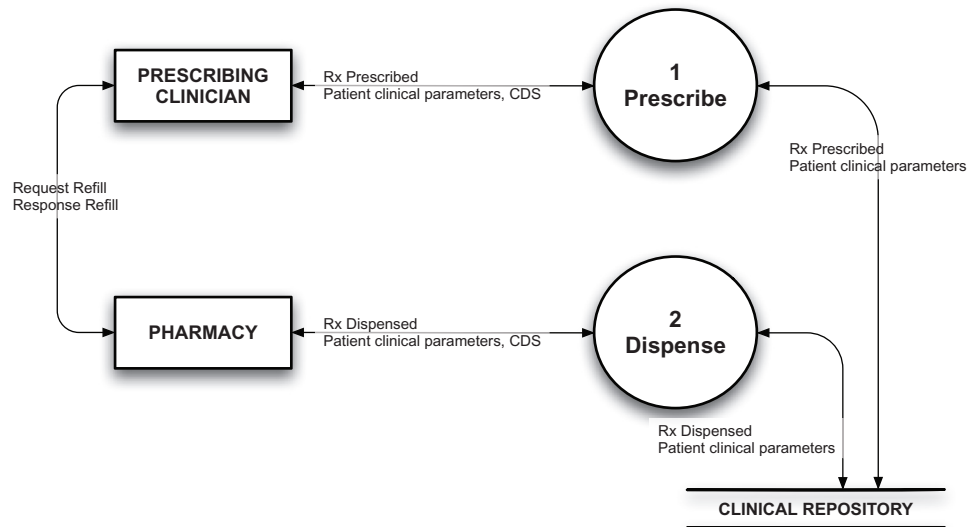 PRESCRIBING
CLINICIAN
Rx Prescribed
Patient clinical parameters, CDS
1
Prescribe
Rx Prescribed
Patient clinical parameters
Request Refill
Response Refill
PHARMACY
Rx Dispensed
Patient clinical parameters, CDS
2
Dispense
Rx Dispensed
Patient clinical parameters
CLINICAL REPOSITORY